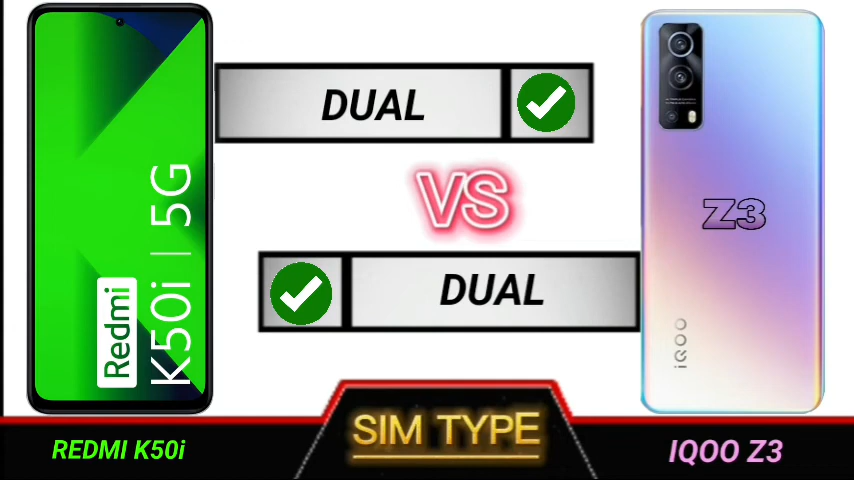 Redmi
K50i | 5G
DUAL
VS
DUAL
Z3
iQOO
SIM TYPE
REDMI K50i
IQOO Z3